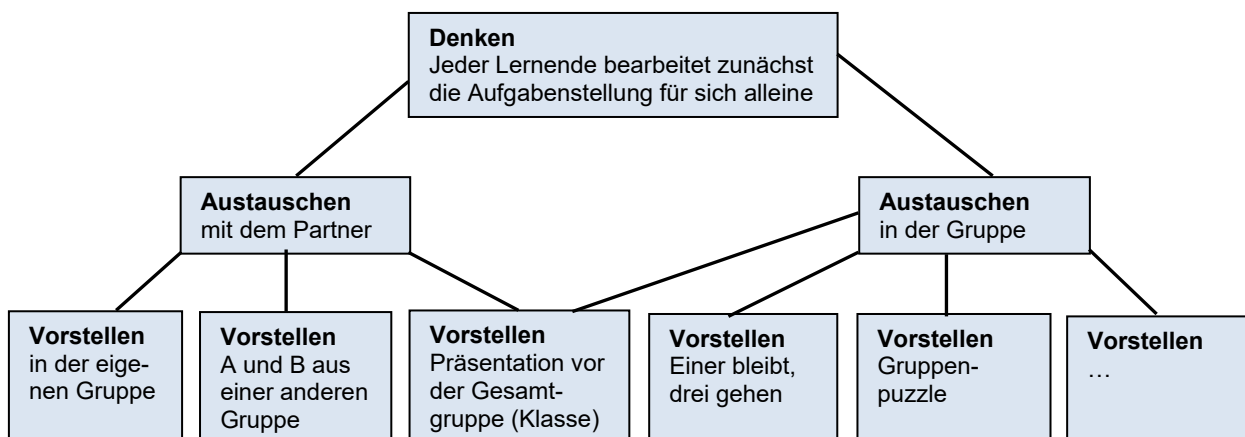 Denken
Jeder Lernende bearbeitet zunächst
die Aufgabenstellung für sich alleine
Austauschen
mit dem Partner
Austauschen
in der Gruppe
Vorstellen
in der eige-
nen Gruppe
Vorstellen
A und B aus
einer anderen
Gruppe
Vorstellen
Präsentation vor
der Gesamt-
gruppe (Klasse)
Vorstellen
Einer bleibt,
drei gehen
Vorstellen
Gruppen-
puzzle
Vorstellen
…